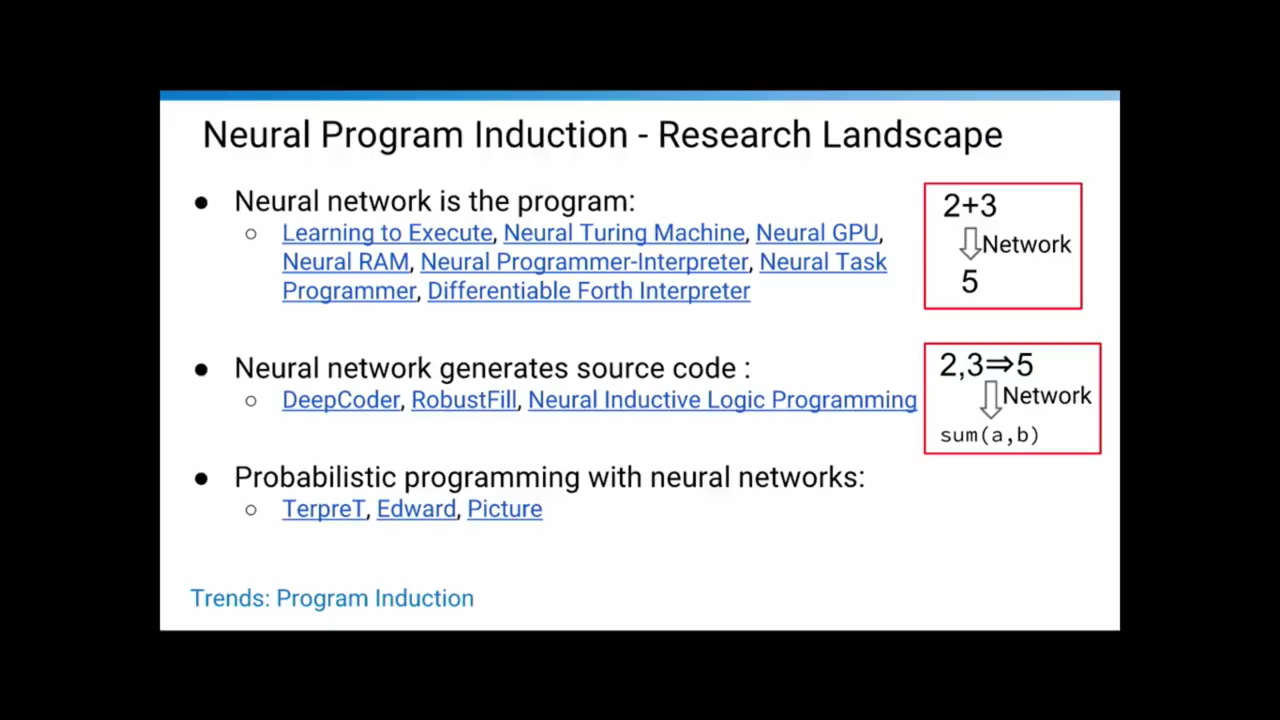 Neural Program Induction - Research Landscape
● Neural network is the program:
○ Learning to Execute, Neural Turing Machine, Neural GPU,
Neural RAM, Neural Programmer-Interpreter, Neural Task
Programmer, Differentiable Forth Interpreter
2+3
Network
5
● Neural network generates source code :
○ DeepCoder, RobustFill, Neural Inductive Logic Programming
2,3⇒5
Network
sum(a,b)
● Probabilistic programming with neural networks:
○ TerpreT, Edward, Picture
Trends: Program Induction